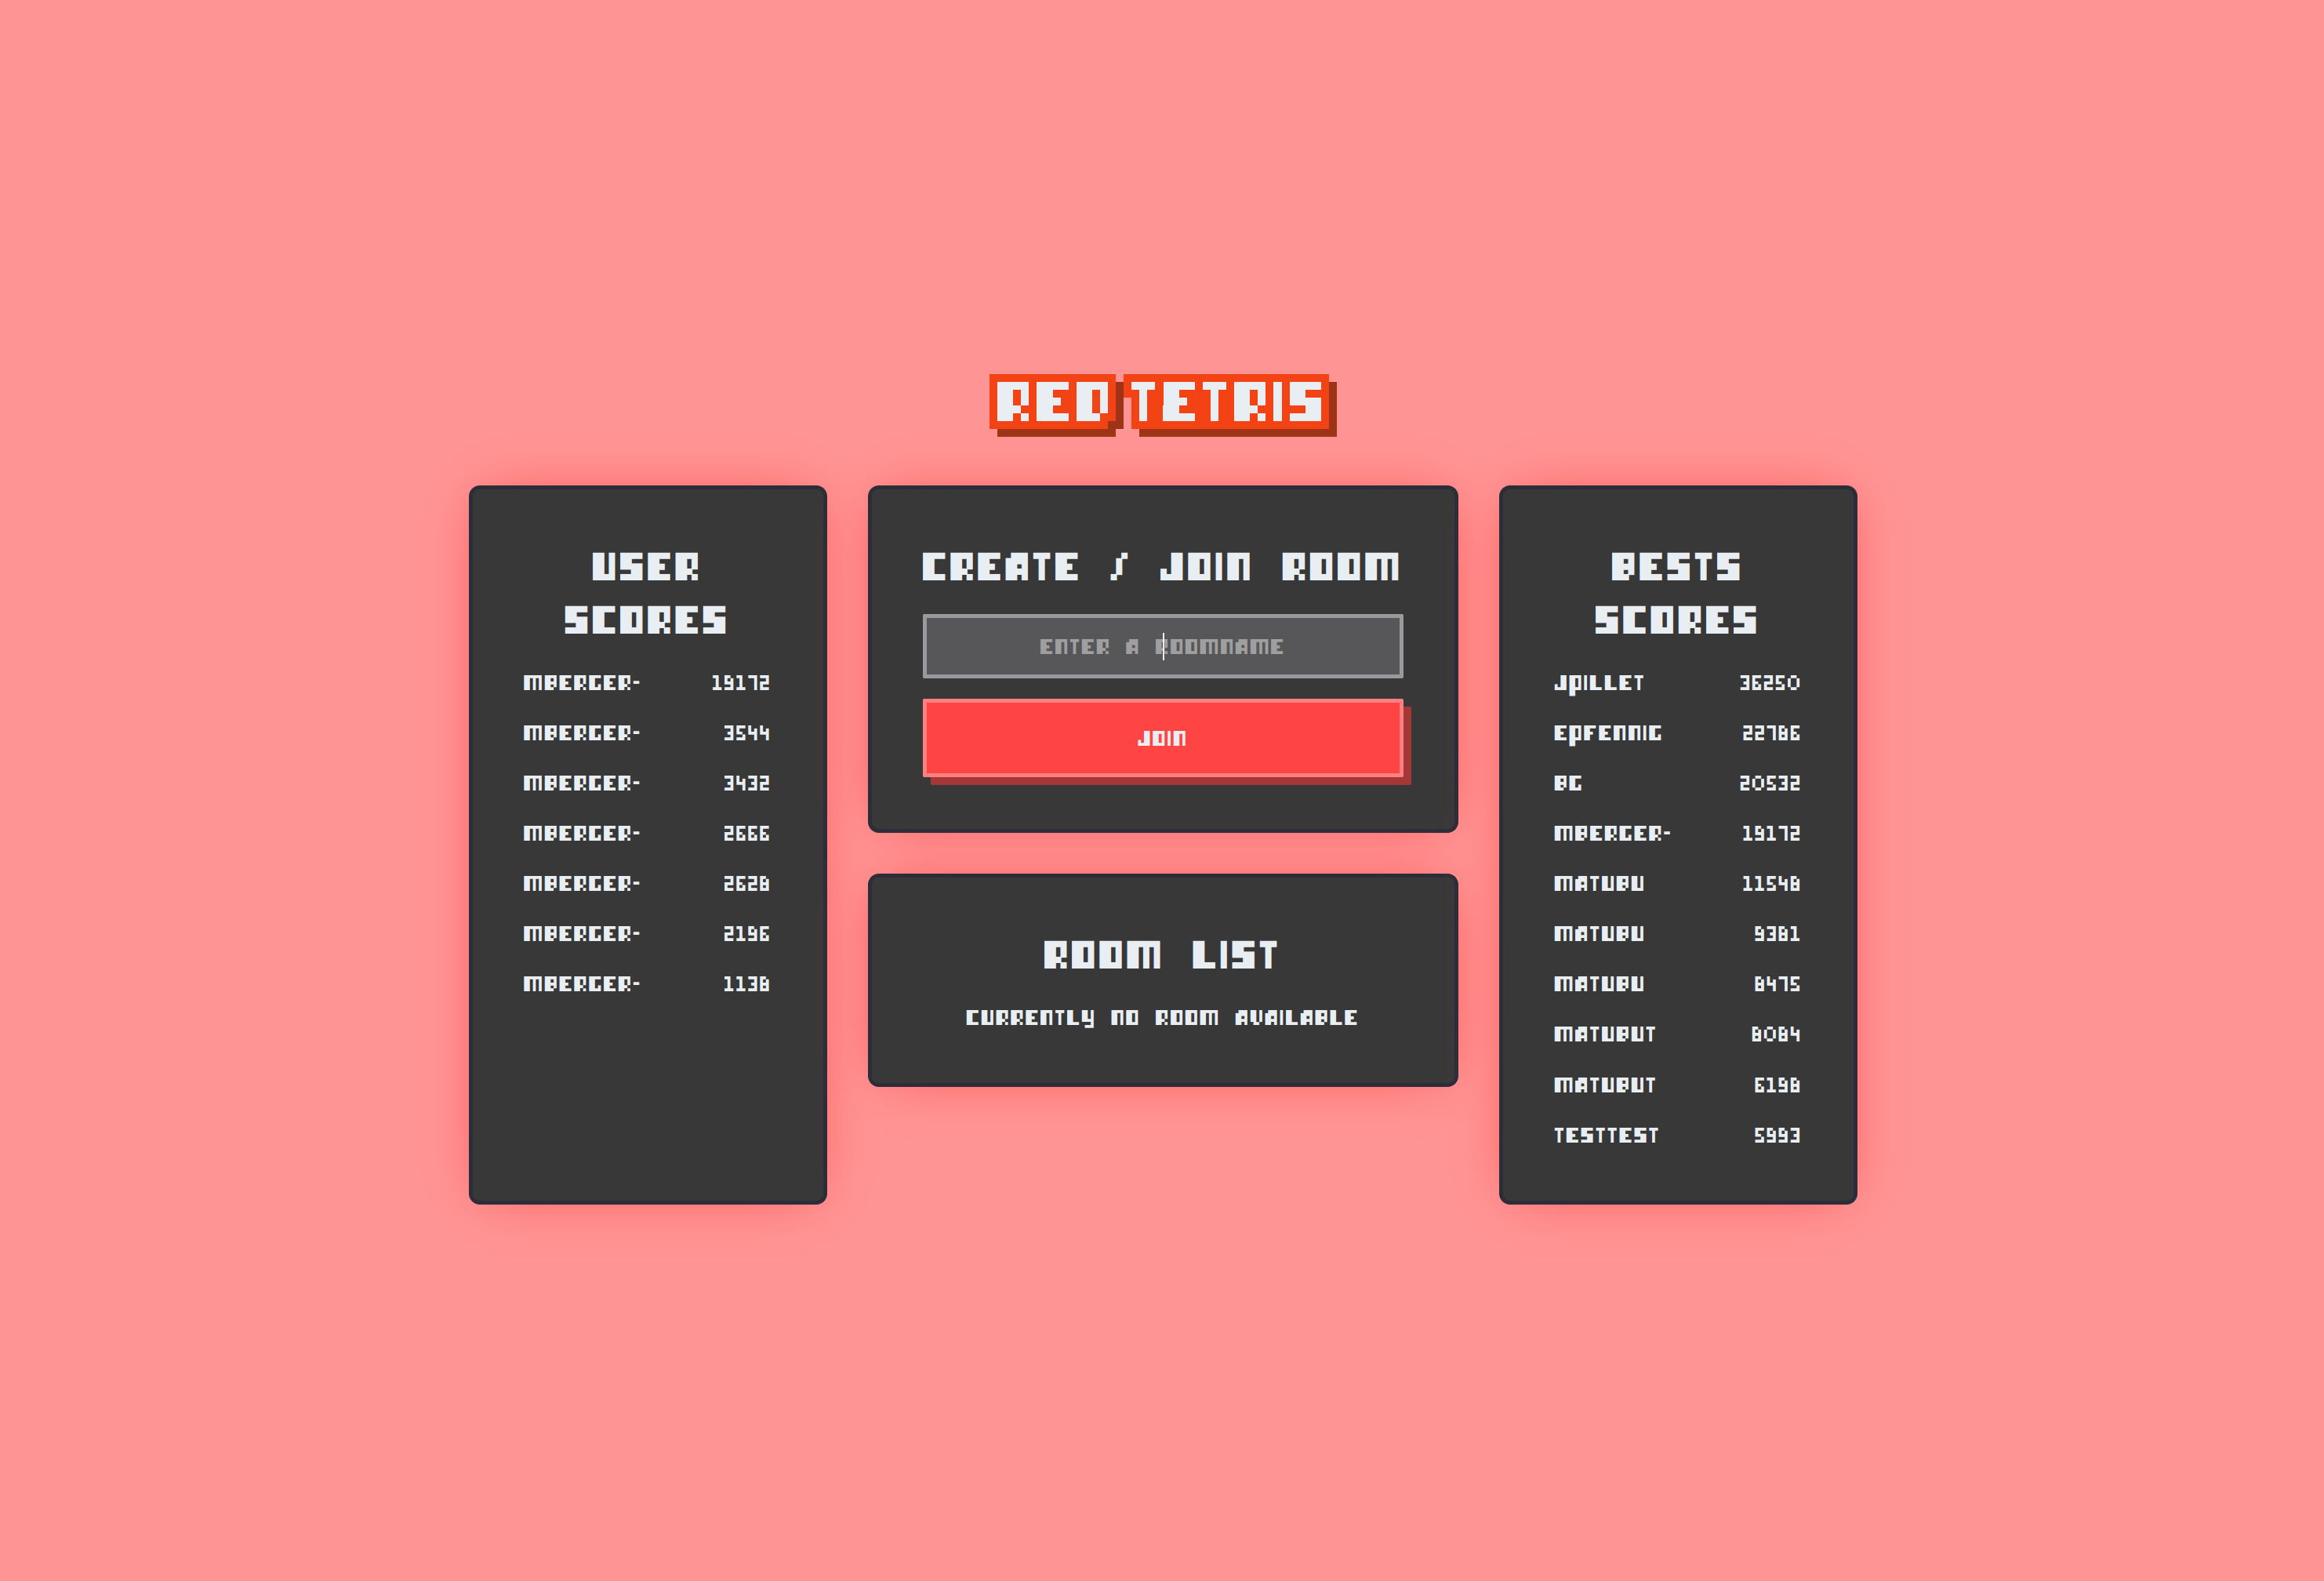 RED TETRIS
USER
SCORES
MBERGER- 19172
MBERGER- 3544
MBERGER- 3432
MBERGER- 2666
MBERGER- 2628
MBERGER- 2196
MBERGER- 1138
CREATE / JOIN ROOM
ENTER A ROOMNAME
JOIN
ROOM LIST
CURRENTLY NO ROOM AVAILABLE
BESTS
SCORES
JPILLET 36250
EPFENNIG 22786
BG 20532
MBERGER- 19172
MATUBU 11548
MATUBU 9381
MATUBU 8475
MATUBUT 8084
MATUBUT 6198
TESTTEST 5993